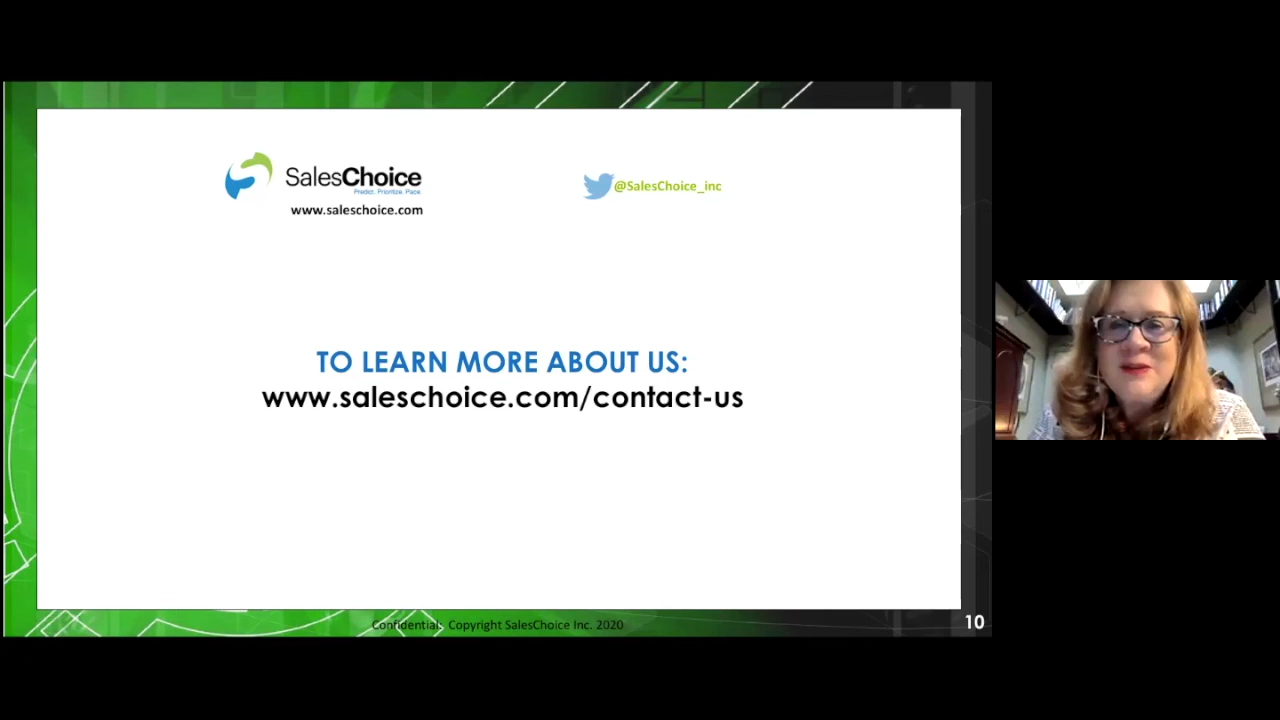 SalesChoice
Predict. Prioritize. Pace.
www.saleschoice.com
@SalesChoice_inc
TO LEARN MORE ABOUT US:
www.saleschoice.com/contact-us
Confidential: Copyright SalesChoice Inc. 2020
10